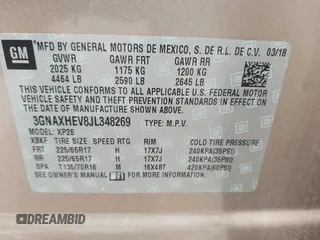 GM
MFD BY GENERAL MOTORS DE MEXICO, S. DE R.L. DE C.V. 03/18
GVWR GAWR FRT GAWR RR
2025 KG 1175 KG 1200 KG
4464 LB 2590 LB 2645 LB
THIS VEHICLE CONFORMS TO ALL APPLICABLE U.S. FEDERAL MOTOR
VEHICLE SAFETY, BUMPER, AND THEFT PREVENTION STANDARDS IN
EFFECT ON THE DATE OF MANUFACTURE SHOWN ABOVE.
3GNAXHEV8JL348269 TYPE: M.P.V.
MODEL: XP26
XBKF TIRE SIZE SPEED RTG RIM COLD TIRE PRESSURE
FRT 225/65R17 H 17X7J 240KPA(35PSI)
RR 225/65R17 H 17X7J 240KPA(35PSI)
SPA T135/70R16 M 16X4BT 420KPA(60PSI)
SEE OWNER'S MANUAL FOR
DREAMBID